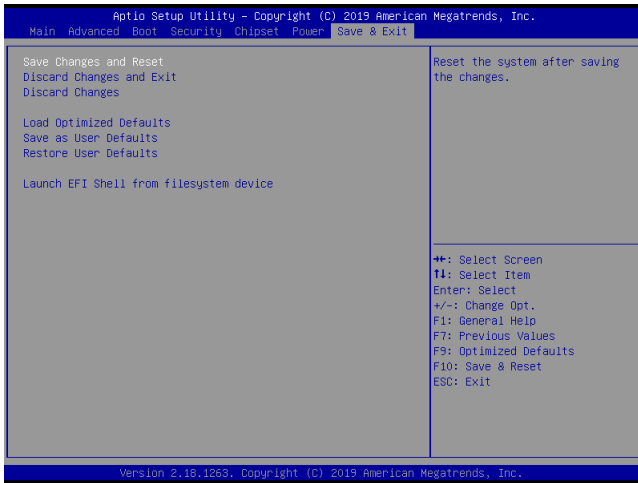 Aptio Setup Utility – Copyright (C) 2019 American Megatrends, Inc.
Main Advanced Boot Security Chipset Power Save & Exit
Save Changes and Reset
Discard Changes and Exit
Discard Changes
Load Optimized Defaults
Save as User Defaults
Restore User Defaults
Launch EFI Shell from filesystem device
Reset the system after saving
the changes.
→←: Select Screen
↑↓: Select Item
Enter: Select
+/-: Change Opt.
F1: General Help
F7: Previous Values
F9: Optimized Defaults
F10: Save & Reset
ESC: Exit
Version 2.18.1263. Copyright (C) 2019 American Megatrends, Inc.